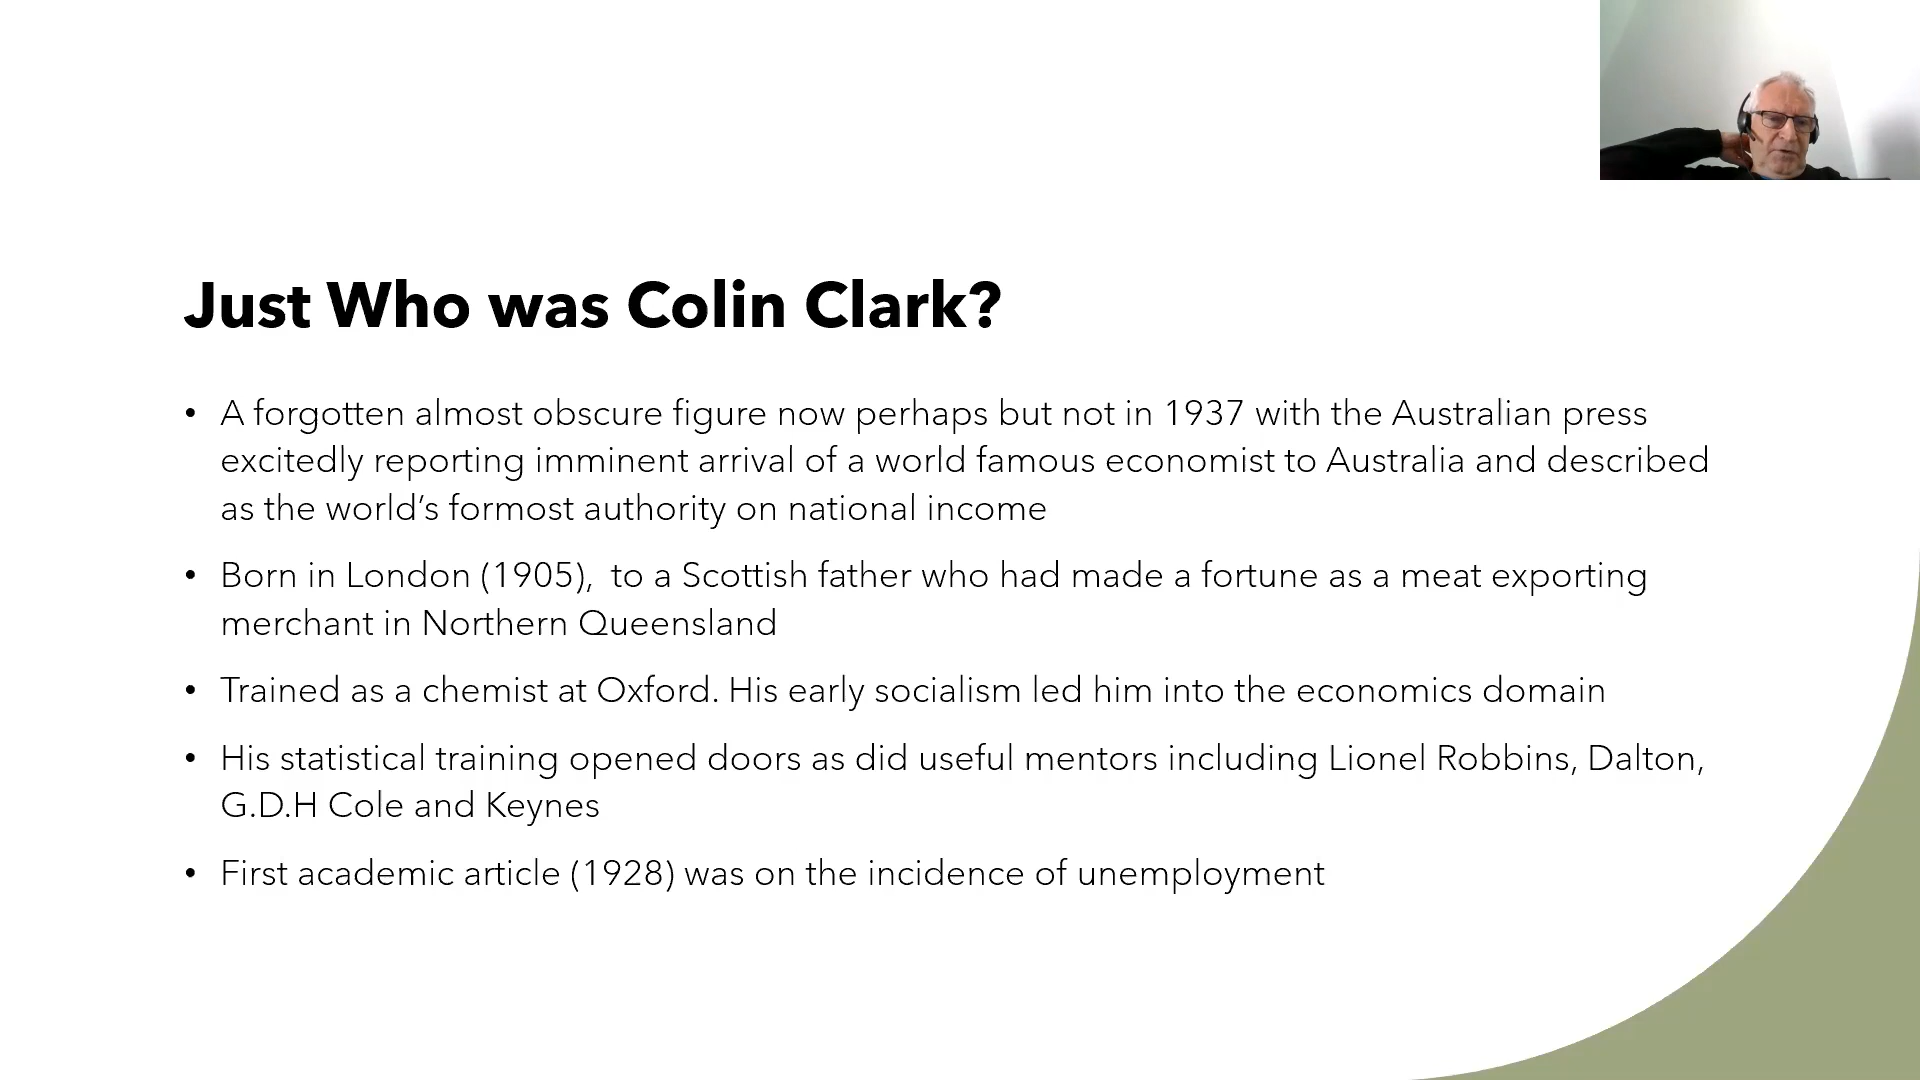 Just Who was Colin Clark?
• A forgotten almost obscure figure now perhaps but not in 1937 with the Australian press
excitedly reporting imminent arrival of a world famous economist to Australia and described
as the world's formost authority on national income
• Born in London (1905),  to a Scottish father who had made a fortune as a meat exporting
merchant in Northern Queensland
• Trained as a chemist at Oxford. His early socialism led him into the economics domain
• His statistical training opened doors as did useful mentors including Lionel Robbins, Dalton,
G.D.H Cole and Keynes
• First academic article (1928) was on the incidence of unemployment